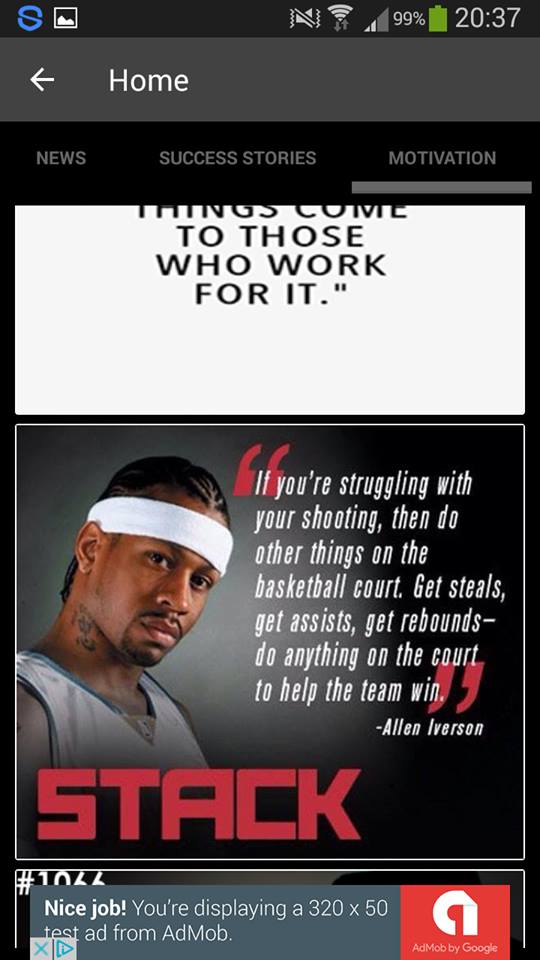 99% 20:37
Home
NEWS SUCCESS STORIES MOTIVATION
THINGS COME
TO THOSE
WHO WORK
FOR IT."
“If you're struggling with
your shooting, then do
other things on the
basketball court. Get steals,
get assists, get rebounds–
do anything on the court
to help the team win.”
-Allen Iverson
STACK
#1066
Nice job! You're displaying a 320 x 50
test ad from AdMob.
AdMob by Google